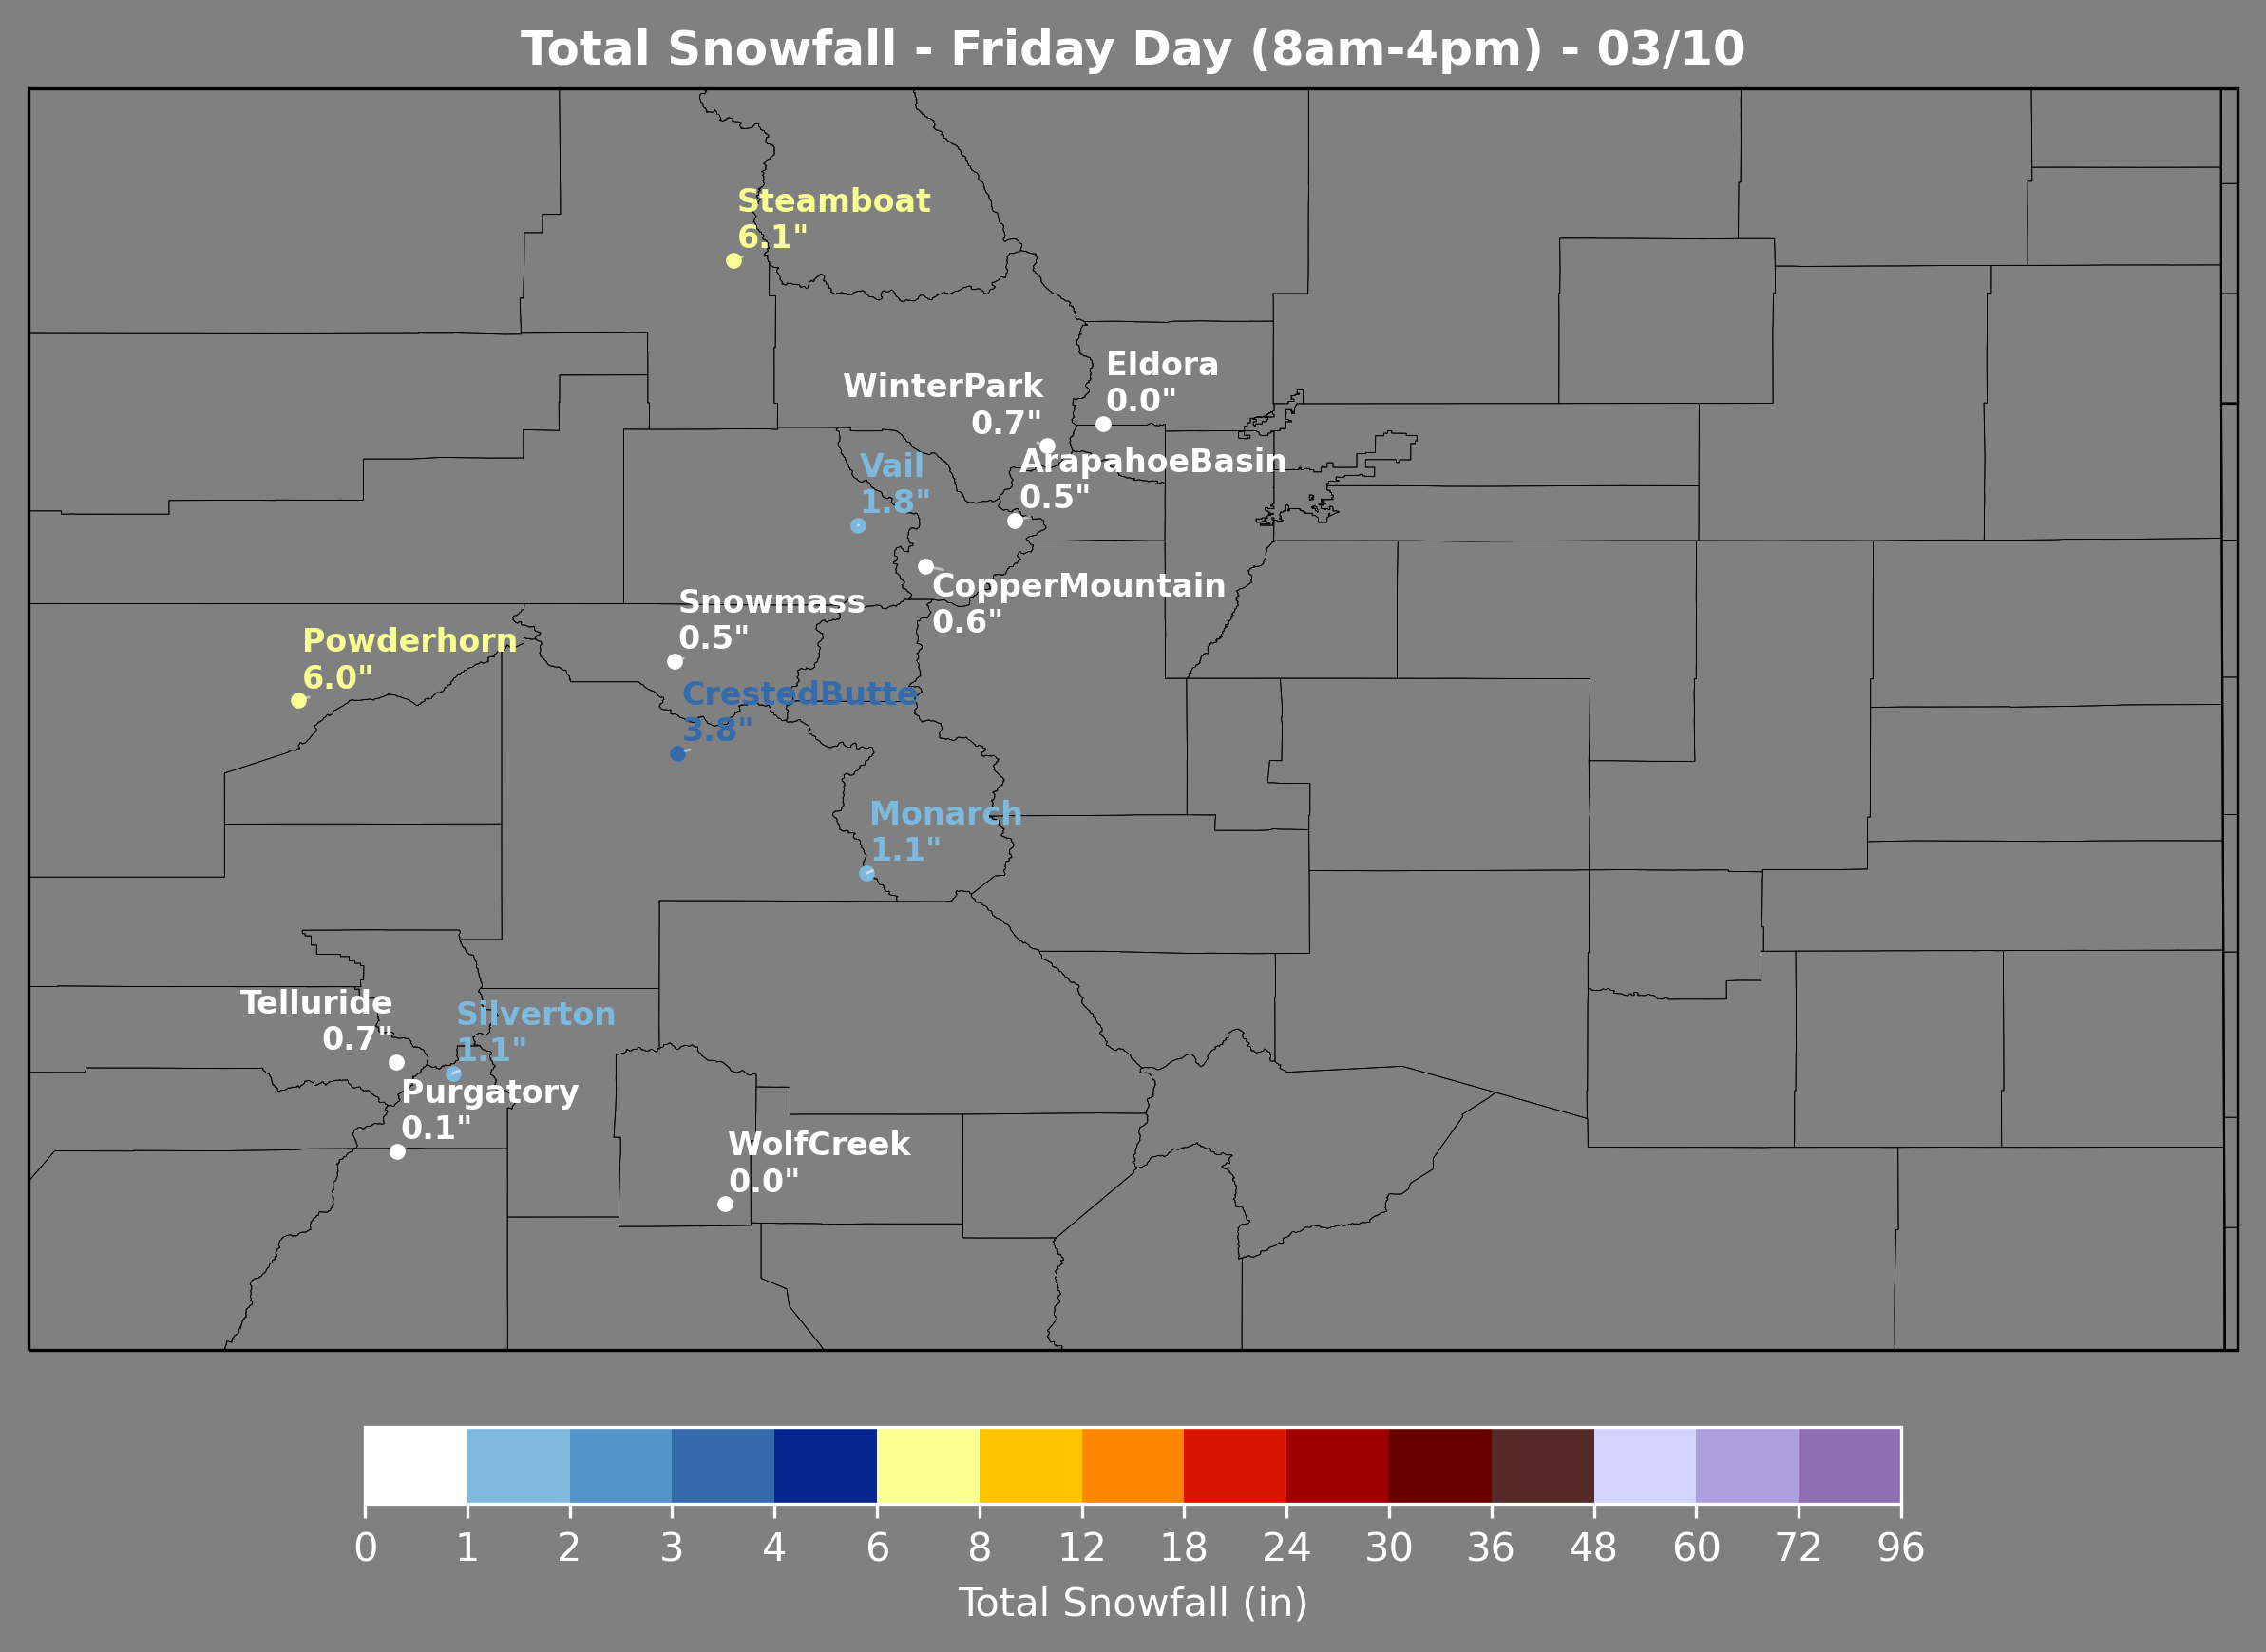 Total Snowfall - Friday Day (8am-4pm) - 03/10
Steamboat
6.1"
Eldora
0.0"
WinterPark
0.7"
ArapahoeBasin
0.5"
Vail
1.8"
CopperMountain
0.6"
Snowmass
0.5"
Powderhorn
6.0"
CrestedButte
3.8"
Monarch
1.1"
Telluride
0.7"
Silverton
1.1"
Purgatory
0.1"
WolfCreek
0.0"
0 1 2 3 4 6 8 12 18 24 30 36 48 60 72 96
Total Snowfall (in)